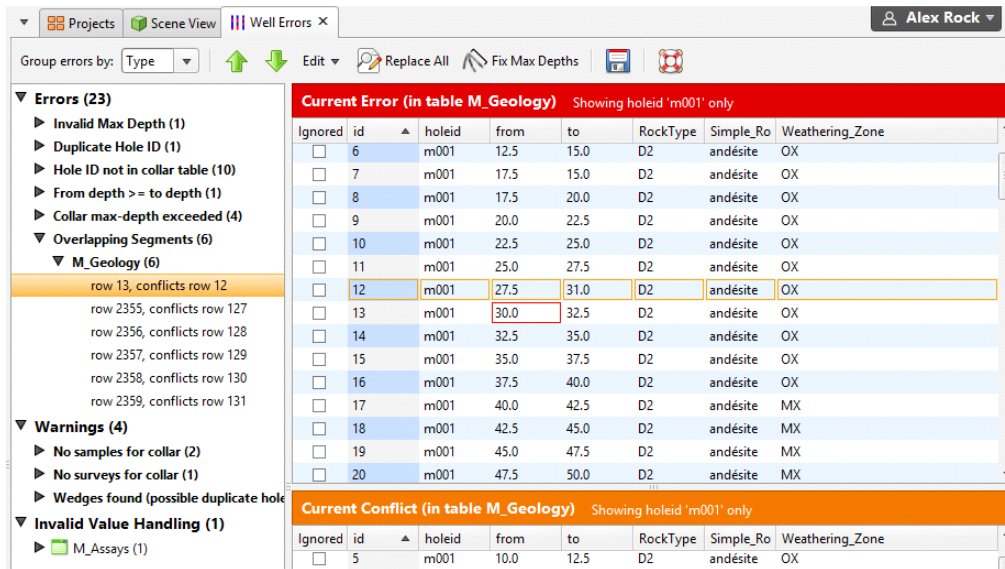 Projects Scene View Well Errors × Alex Rock
Group errors by: Type Edit Replace All Fix Max Depths
Errors (23)
Invalid Max Depth (1)
Duplicate Hole ID (1)
Hole ID not in collar table (10)
From depth >= to depth (1)
Collar max-depth exceeded (4)
Overlapping Segments (6)
M_Geology (6)
row 13, conflicts row 12
row 2355, conflicts row 127
row 2356, conflicts row 128
row 2357, conflicts row 129
row 2358, conflicts row 130
row 2359, conflicts row 131
Warnings (4)
No samples for collar (2)
No surveys for collar (1)
Wedges found (possible duplicate hole
Invalid Value Handling (1)
M_Assays (1)
Current Error (in table M_Geology) Showing holeid 'm001' only
Ignored id holeid from to RockType Simple_Ro Weathering_Zone
6 m001 12.5 15.0 D2 andésite OX
7 m001 17.5 15.0 D2 andésite OX
8 m001 17.5 20.0 D2 andésite OX
9 m001 20.0 22.5 D2 andésite OX
10 m001 22.5 25.0 D2 andésite OX
11 m001 25.0 27.5 D2 andésite OX
12 m001 27.5 31.0 D2 andésite OX
13 m001 30.0 32.5 D2 andésite OX
14 m001 32.5 35.0 D2 andésite OX
15 m001 35.0 37.5 D2 andésite OX
16 m001 37.5 40.0 D2 andésite OX
17 m001 40.0 42.5 D2 andésite MX
18 m001 42.5 45.0 D2 andésite MX
19 m001 45.0 47.5 D2 andésite MX
20 m001 47.5 50.0 D2 andésite MX
Current Conflict (in table M_Geology) Showing holeid 'm001' only
Ignored id holeid from to RockType Simple_Ro Weathering_Zone
5 m001 10.0 12.5 D2 andésite OX